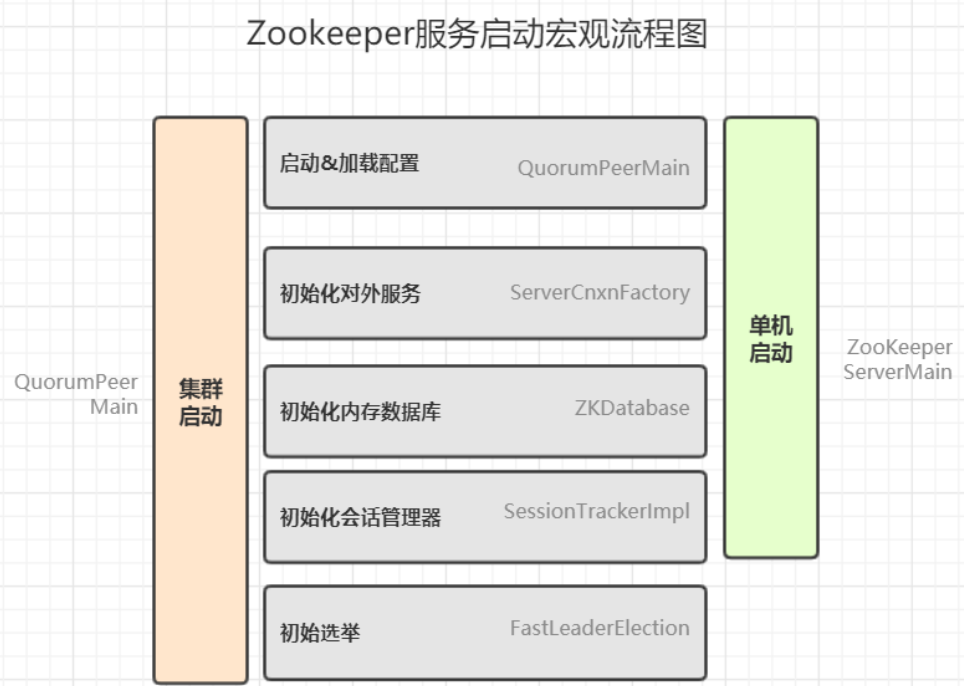 Zookeeper服务启动宏观流程图
启动&加载配置
QuorumPeerMain
初始化对外服务
ServerCnxnFactory
初始化内存数据库
ZKDatabase
初始化会话管理器
SessionTrackerImpl
初始选举
FastLeaderElection
QuorumPeer
Main
集群
启动
单机
启动
ZooKeeper
ServerMain